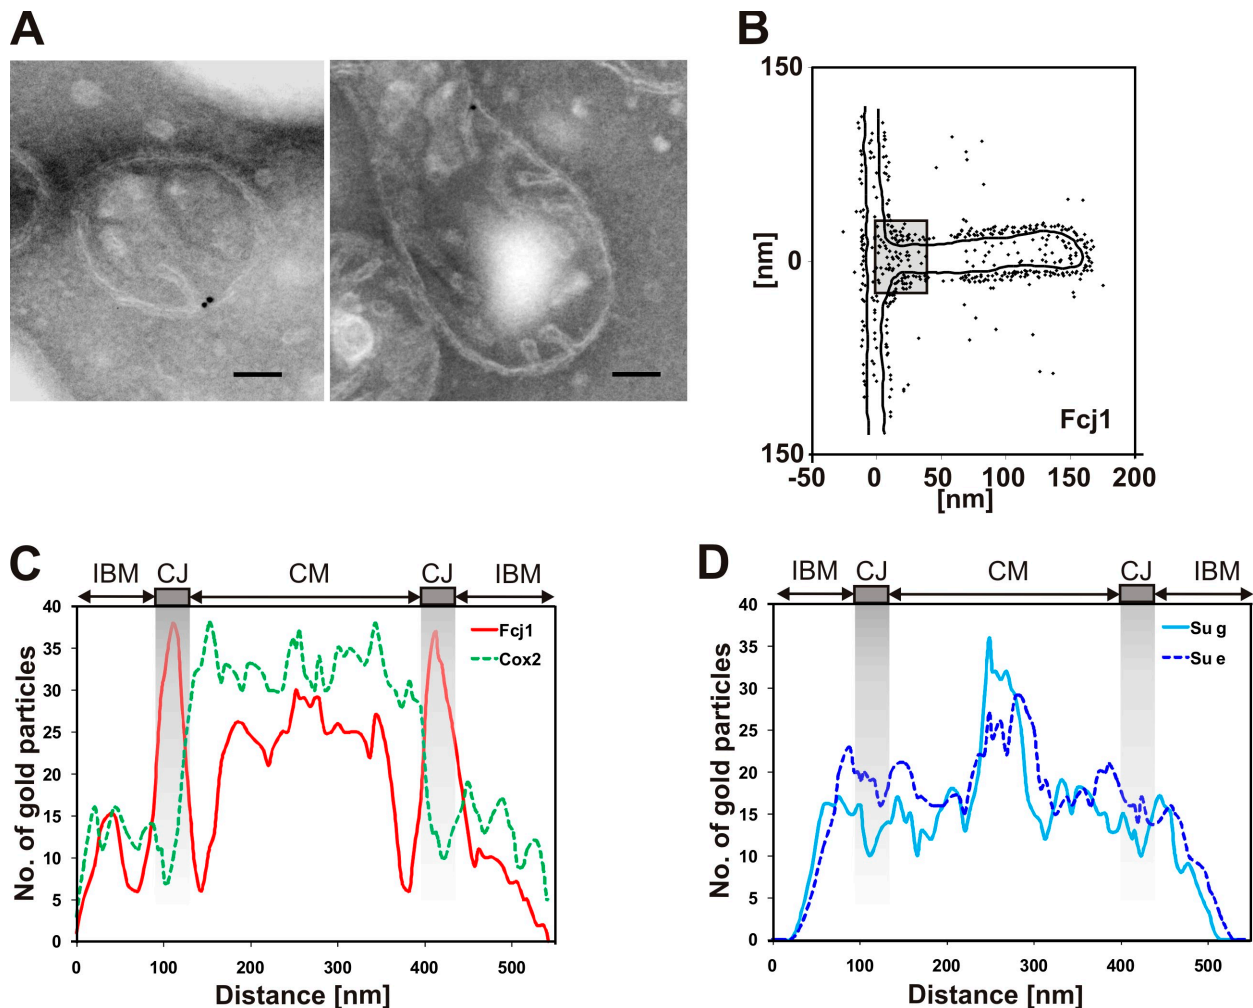 A
B
150
0
150
[nm]
Fcj1
-50 0 50 100 150 200
[nm]
C
IBM CJ CM CJ IBM
40
35
30
25
20
15
10
5
0
No. of gold particles
Fcj1
Cox2
0 100 200 300 400 500
Distance [nm]
D
IBM CJ CM CJ IBM
40
35
30
25
20
15
10
5
0
No. of gold particles
Su g
Su e
0 100 200 300 400 500
Distance [nm]